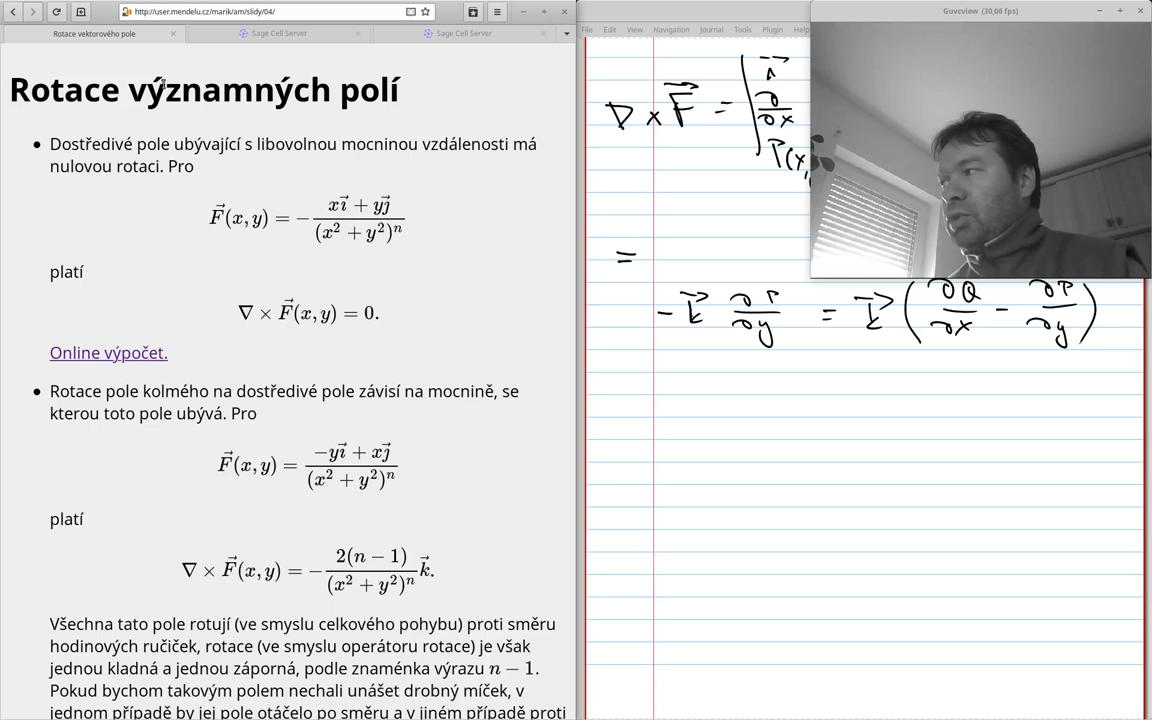 http://user.mendelu.cz/marik/am/slidy/04/
Rotace vektorového pole
Sage Cell Server
Sage Cell Server
Rotace významných polí
Dostředivé pole ubývající s libovolnou mocninou vzdálenosti má
nulovou rotaci. Pro
F⃗(x, y) = − (xi⃗ + yj⃗) / (x² + y²)ⁿ
platí
∇ × F⃗(x, y) = 0.
Online výpočet.
Rotace pole kolmého na dostředivé pole závisí na mocnině, se
kterou toto pole ubývá. Pro
F⃗(x, y) = (−yi⃗ + xj⃗) / (x² + y²)ⁿ
platí
∇ × F⃗(x, y) = − 2(n − 1) / (x² + y²)ⁿ k⃗.
Všechna tato pole rotují (ve smyslu celkového pohybu) proti směru
hodinových ručiček, rotace (ve smyslu operátoru rotace) je však
jednou kladná a jednou záporná, podle znaménka výrazu n − 1.
Pokud bychom takovým polem nechali unášet drobný míček, v
jednom případě by jej pole otáčelo po směru a v jiném případě proti
File Edit View Navigation Journal Tools Plugin Help
Guvcview (30,06 fps)
∇ × F⃗ =
∂/∂x
P(x,
=
− k⃗ ∂P/∂y = k⃗ (∂Q/∂x − ∂P/∂y)